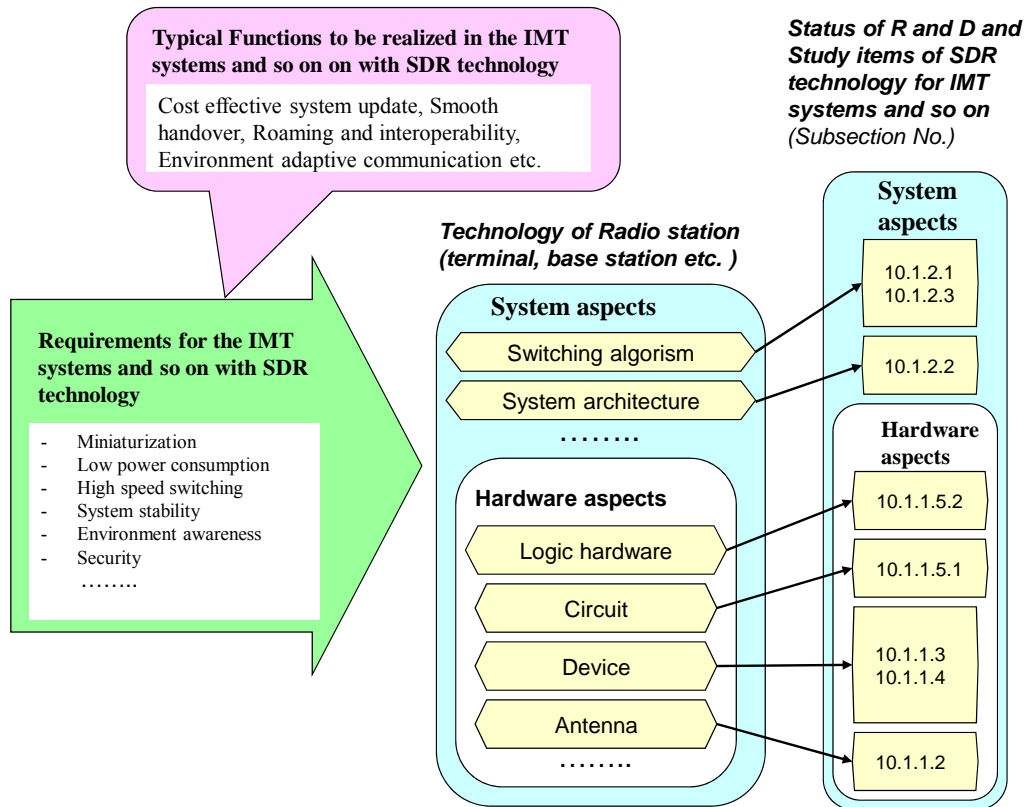 Typical Functions to be realized in the IMT
systems and so on on with SDR technology
Cost effective system update, Smooth
handover, Roaming and interoperability,
Environment adaptive communication etc.
Requirements for the IMT
systems and so on with SDR
technology
- Miniaturization
- Low power consumption
- High speed switching
- System stability
- Environment awareness
- Security
……..
Technology of Radio station
(terminal, base station etc. )
System aspects
Switching algorism
System architecture
……..
Hardware aspects
Logic hardware
Circuit
Device
Antenna
……..
Status of R and D and
Study items of SDR
technology for IMT
systems and so on
(Subsection No.)
System
aspects
10.1.2.1
10.1.2.3
10.1.2.2
Hardware
aspects
10.1.1.5.2
10.1.1.5.1
10.1.1.3
10.1.1.4
10.1.1.2